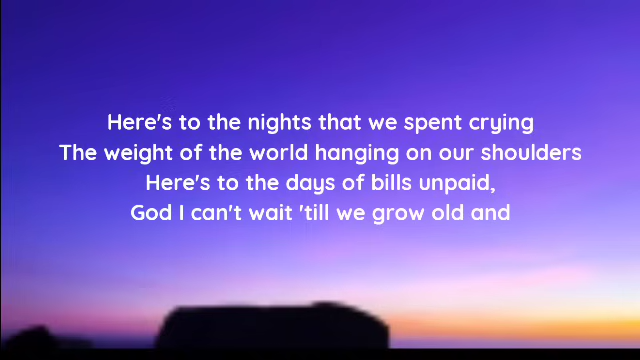 Here's to the nights that we spent crying
The weight of the world hanging on our shoulders
Here's to the days of bills unpaid,
God I can't wait 'till we grow old and